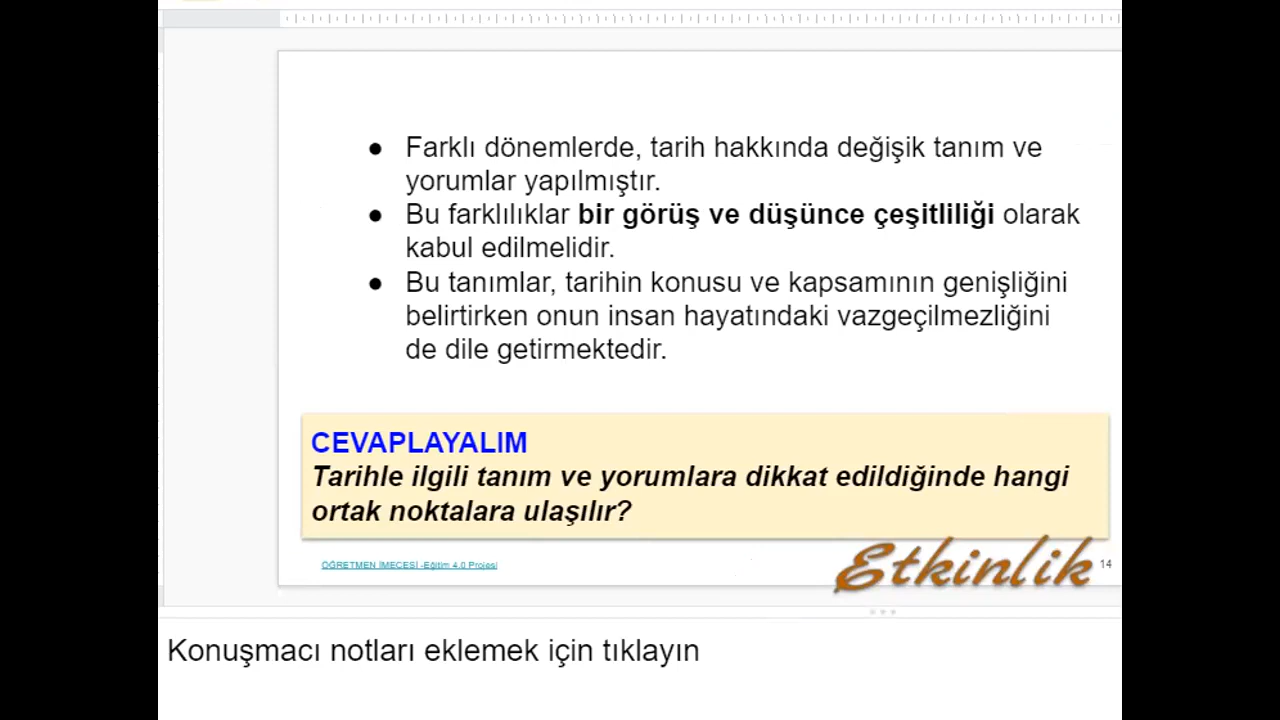 ● Farklı dönemlerde, tarih hakkında değişik tanım ve
yorumlar yapılmıştır.
● Bu farklılıklar bir görüş ve düşünce çeşitliliği olarak
kabul edilmelidir.
● Bu tanımlar, tarihin konusu ve kapsamının genişliğini
belirtirken onun insan hayatındaki vazgeçilmezliğini
de dile getirmektedir.
CEVAPLAYALIM
Tarihle ilgili tanım ve yorumlara dikkat edildiğinde hangi
ortak noktalara ulaşılır?
ÖĞRETMEN İMECESİ -Eğitim 4.0 Projesi
Etkinlik
14
Konuşmacı notları eklemek için tıklayın